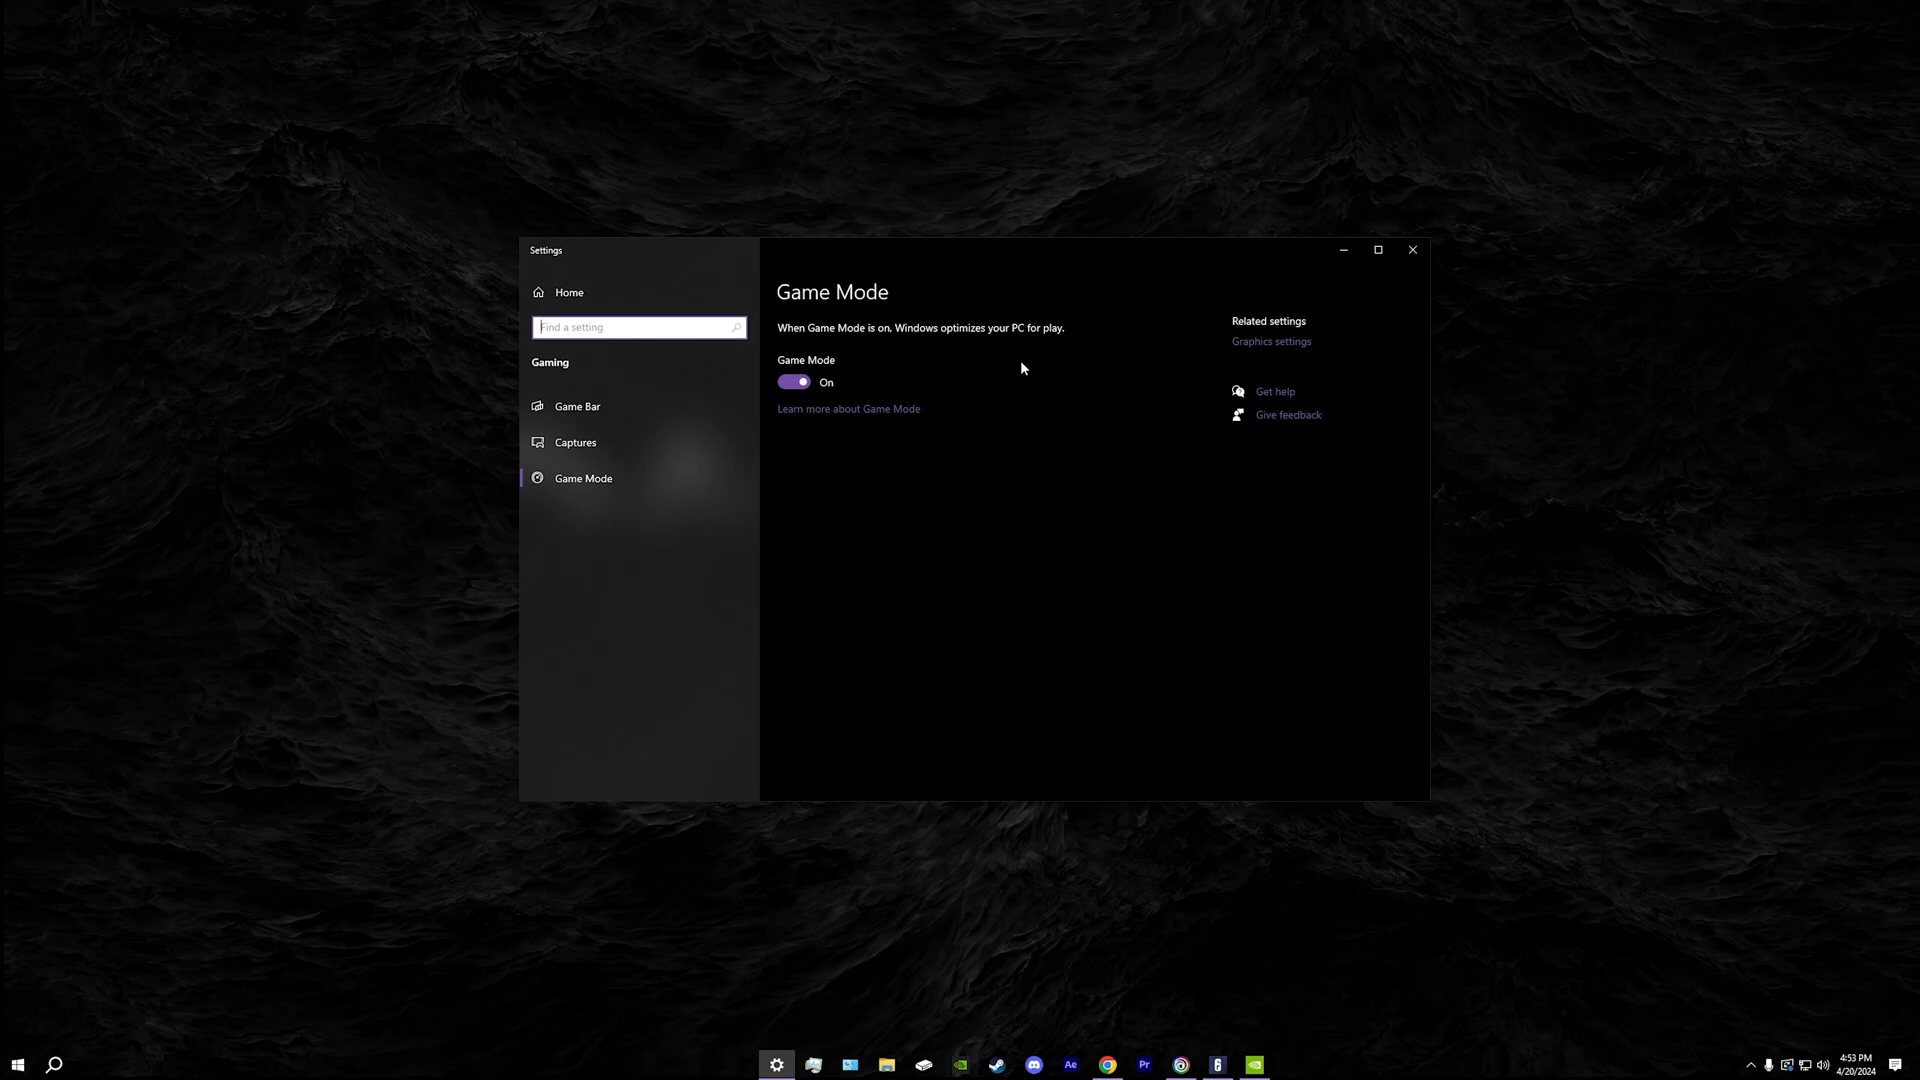 Settings
Home
Find a setting
Gaming
Game Bar
Captures
Game Mode
Game Mode
When Game Mode is on, Windows optimizes your PC for play.
Game Mode
On
Learn more about Game Mode
Related settings
Graphics settings
Get help
Give feedback
Ae
Pr
6
4:53 PM
4/20/2024